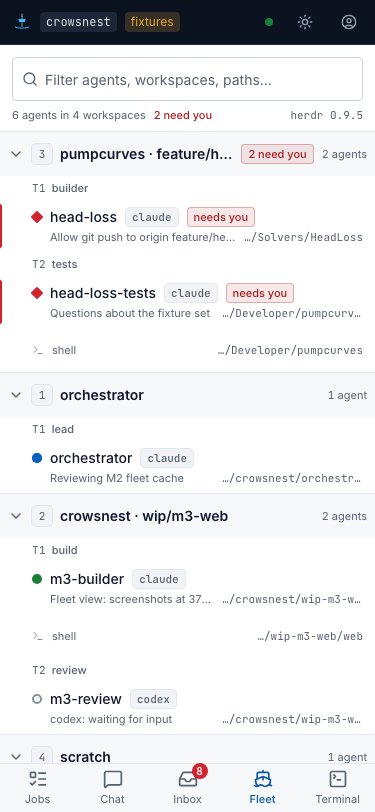 crowsnest fixtures
Filter agents, workspaces, paths...
6 agents in 4 workspaces 2 need you herdr 0.9.5
3 pumpcurves · feature/h... 2 need you 2 agents
T1 builder
head-loss claude needs you
Allow git push to origin feature/he... …/Solvers/HeadLoss
T2 tests
head-loss-tests claude needs you
Questions about the fixture set …/Developer/pumpcurv…
shell …/Developer/pumpcurves
1 orchestrator 1 agent
T1 lead
orchestrator claude
Reviewing M2 fleet cache …/crowsnest/orchestr…
2 crowsnest · wip/m3-web 2 agents
T1 build
m3-builder claude
Fleet view: screenshots at 37... …/crowsnest/wip-m3-w…
shell …/wip-m3-web/web
T2 review
m3-review codex
codex: waiting for input …/crowsnest/wip-m3-w…
4 scratch 1 agent
8
Jobs Chat Inbox Fleet Terminal